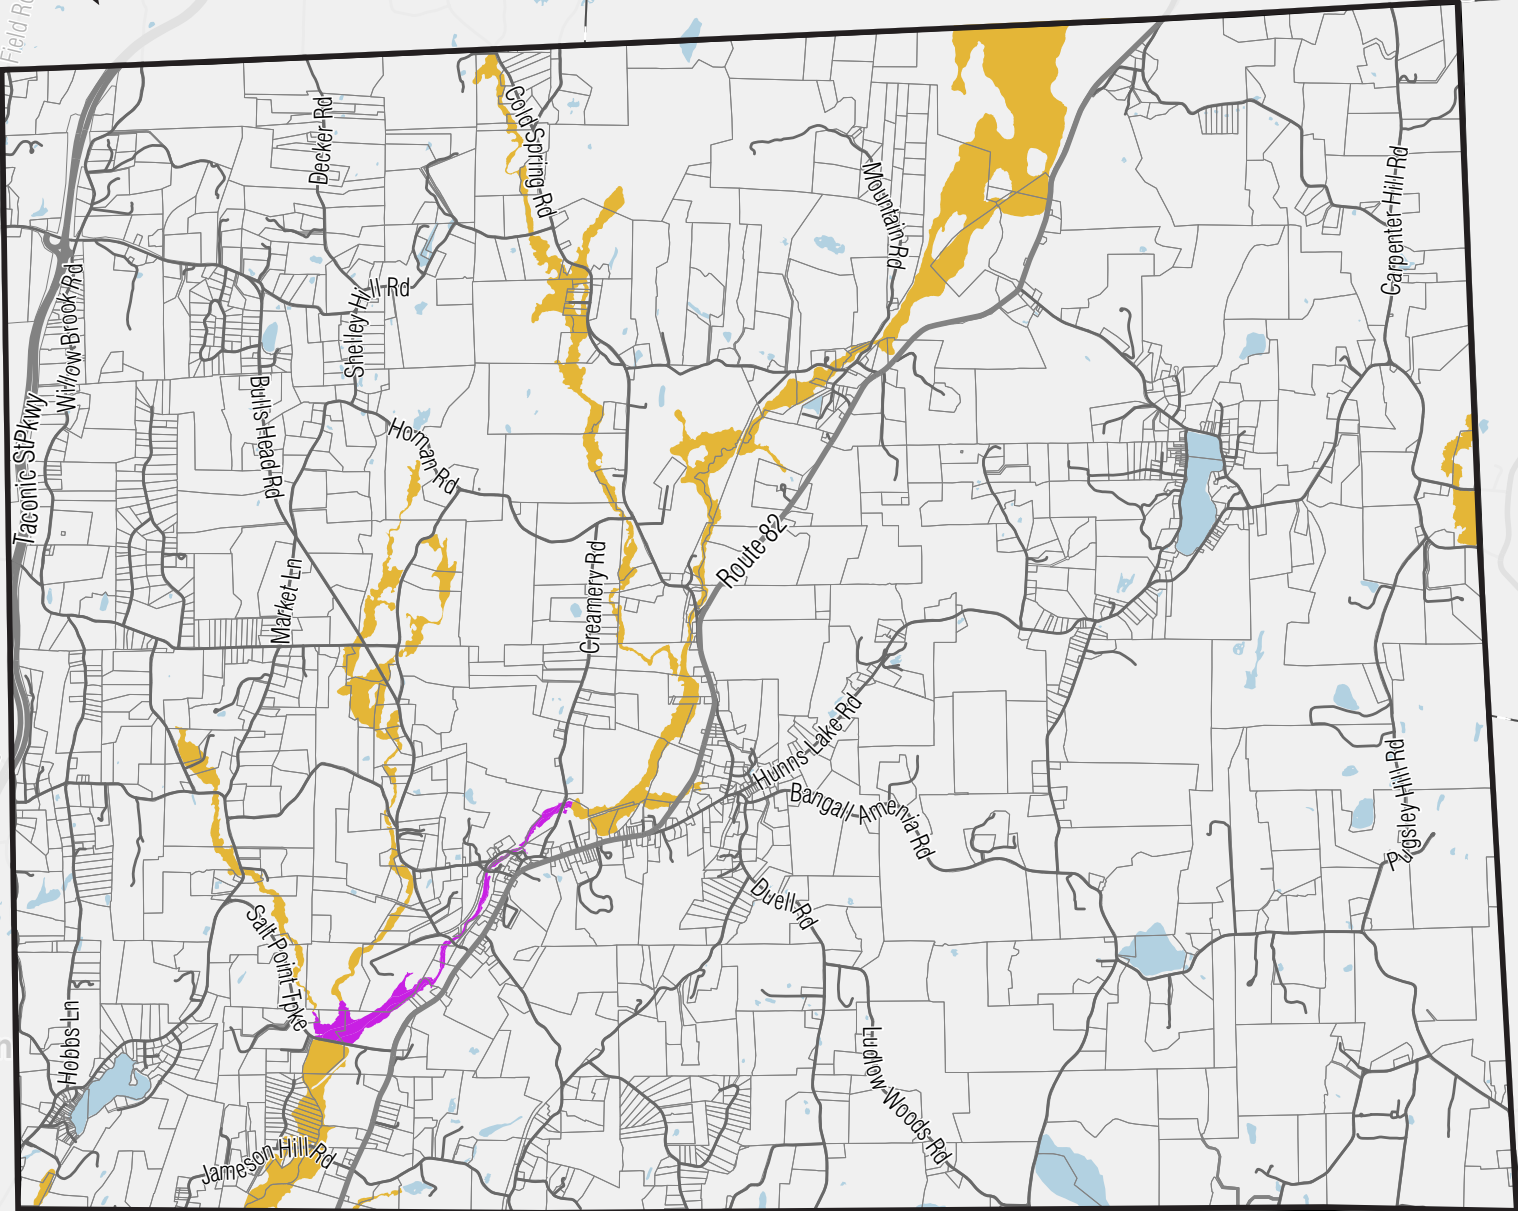 Field Rd
Decker Rd
Cold Spring Rd
Mountain Rd
Carpenter Hill Rd
Willow Brook Rd
Shelley Hill Rd
Bulls Head Rd
Homan Rd
Taconic St Pkwy
Route 82
Creamery Rd
Market Ln
Hunns Lake Rd
Bangall Amenia Rd
Pugsley Hill Rd
Duell Rd
Salt Point Tpke
Hobbs Ln
Ludlow Woods Rd
Jameson Hill Rd